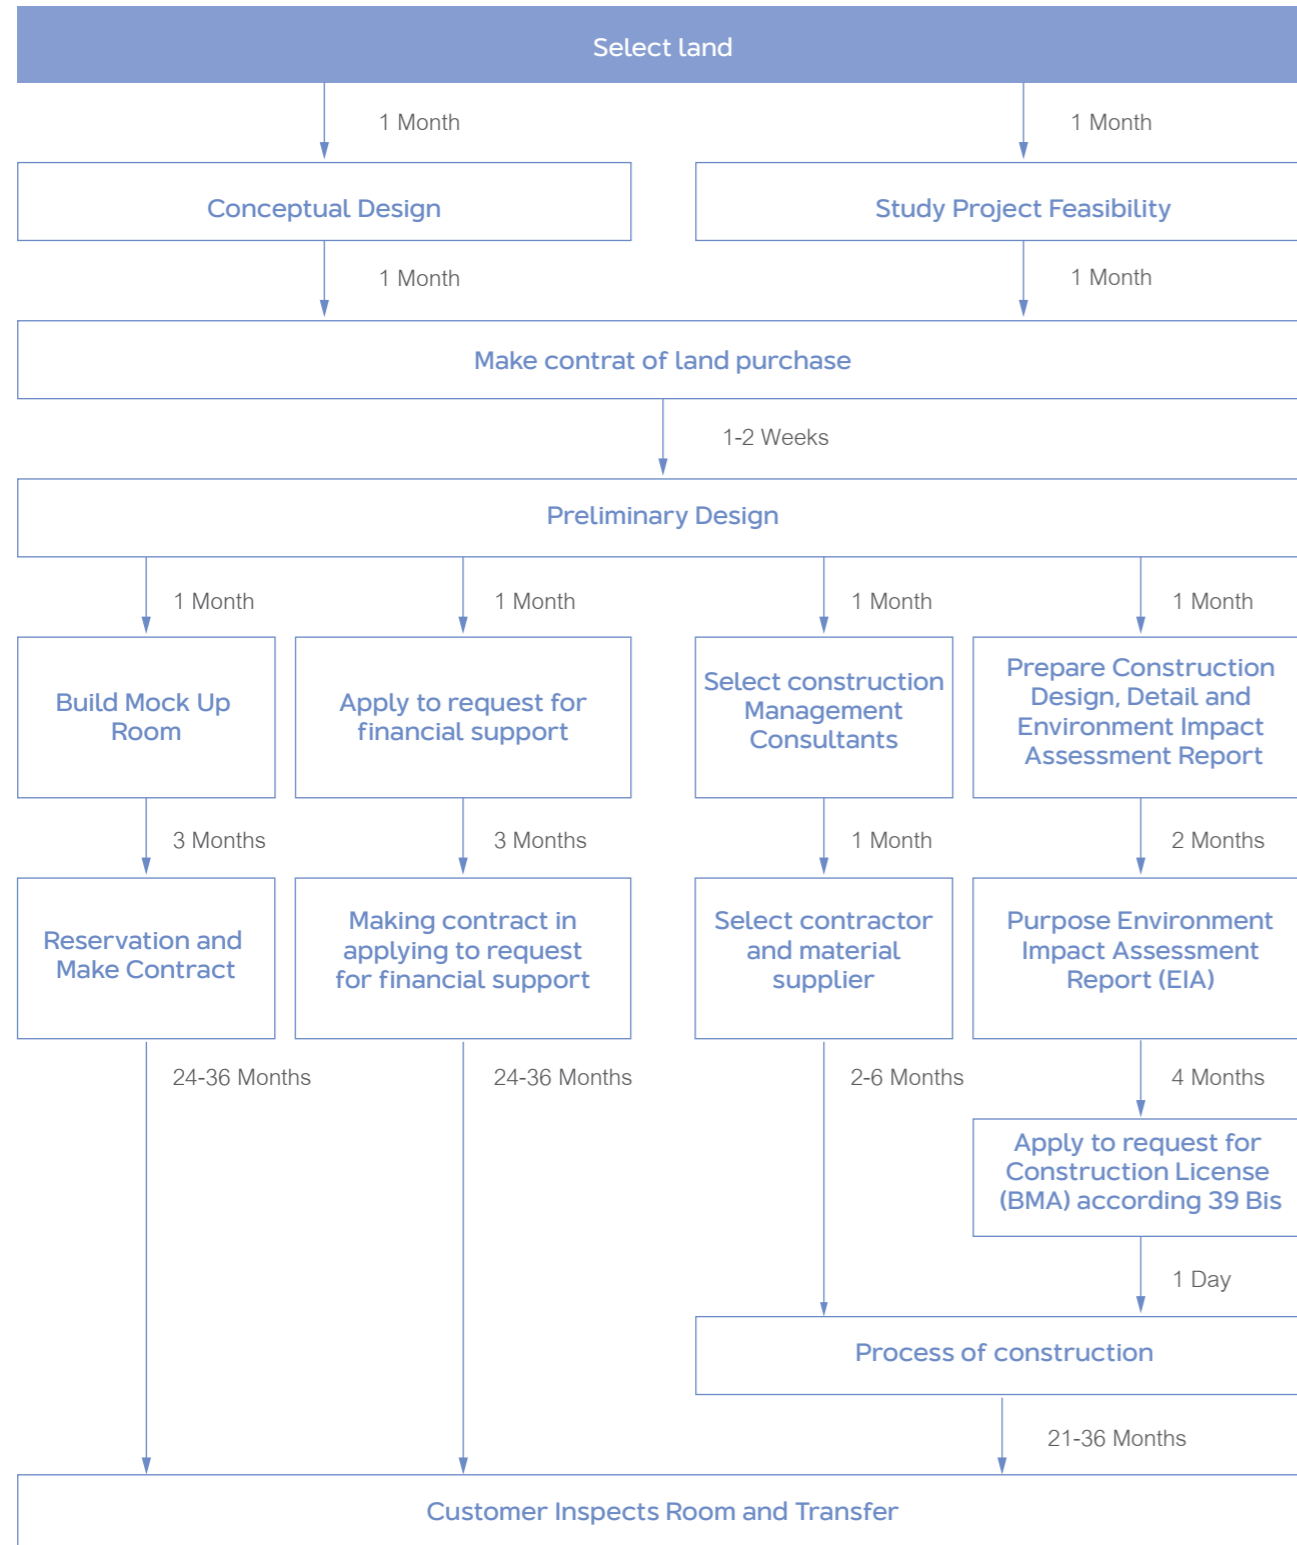 Select land
1 Month
1 Month
Conceptual Design
Study Project Feasibility
1 Month
1 Month
Make contrat of land purchase
1-2 Weeks
Preliminary Design
1 Month
1 Month
1 Month
1 Month
Build Mock Up
Room
Apply to request for
financial support
Select construction
Management
Consultants
Prepare Construction
Design, Detail and
Environment Impact
Assessment Report
3 Months
3 Months
1 Month
2 Months
Reservation and
Make Contract
Making contract in
applying to request
for financial support
Select contractor
and material
supplier
Purpose Environment
Impact Assessment
Report (EIA)
24-36 Months
24-36 Months
2-6 Months
4 Months
Apply to request for
Construction License
(BMA) according 39 Bis
1 Day
Process of construction
21-36 Months
Customer Inspects Room and Transfer